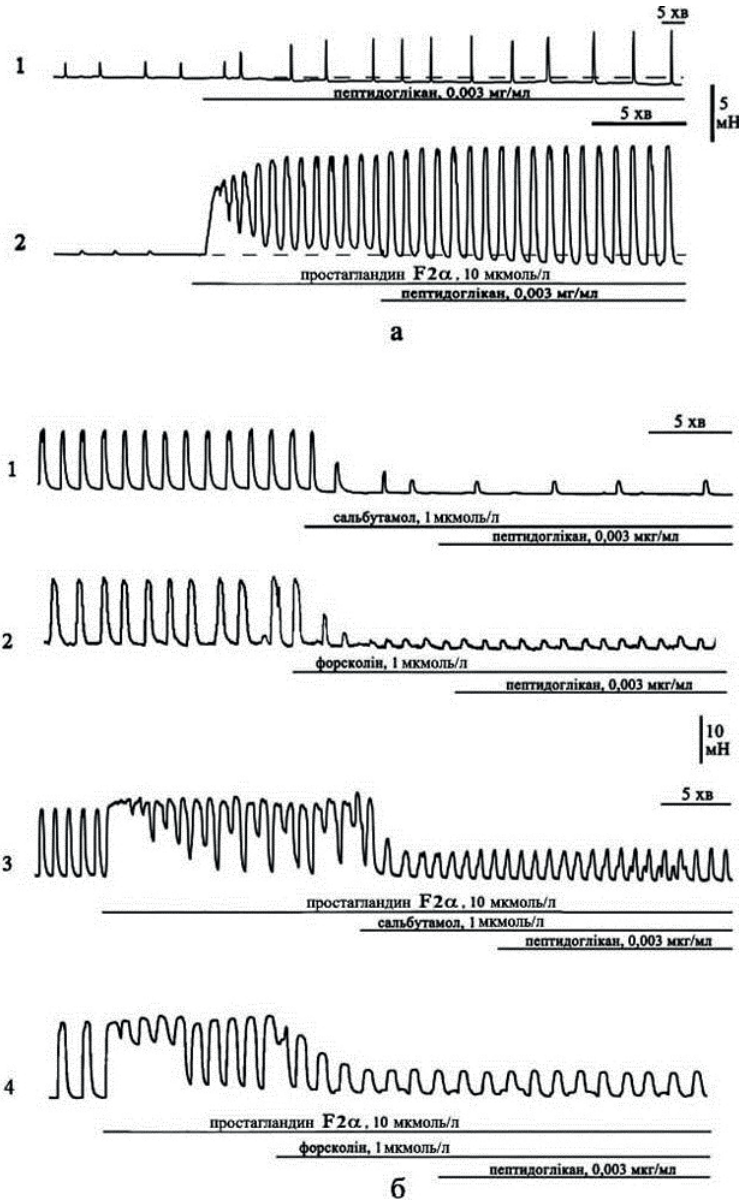 5 хв
1
пептидоглікан, 0,003 мг/мл
5 мН
5 хв
2
простагландин F2α, 10 мкмоль/л
пептидоглікан, 0,003 мг/мл
а
5 хв
1
сальбутамол, 1 мкмоль/л
пептидоглікан, 0,003 мкг/мл
2
форсколін, 1 мкмоль/л
пептидоглікан, 0,003 мкг/мл
10 мН
5 хв
3
простагландин F2α, 10 мкмоль/л
сальбутамол, 1 мкмоль/л
пептидоглікан, 0,003 мкг/мл
4
простагландин F2α, 10 мкмоль/л
форсколін, 1 мкмоль/л
пептидоглікан, 0,003 мкг/мл
б